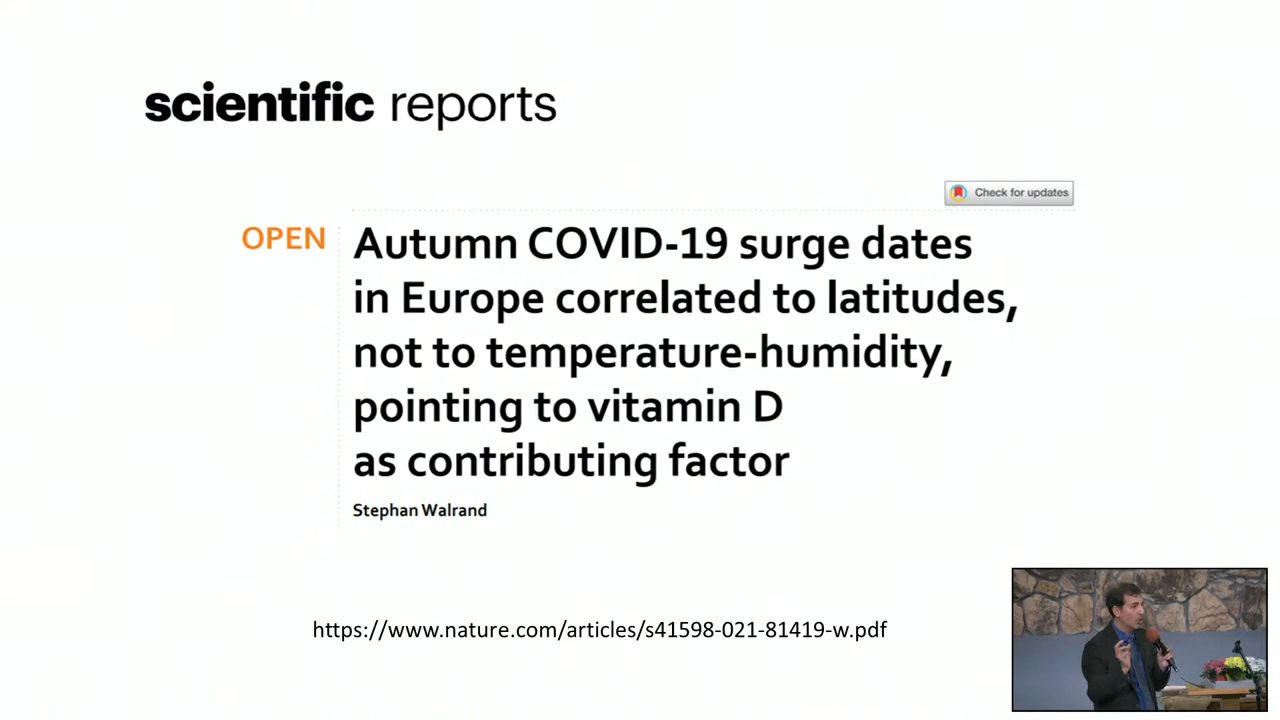 scientific reports
Check for updates
OPEN
Autumn COVID-19 surge dates
in Europe correlated to latitudes,
not to temperature-humidity,
pointing to vitamin D
as contributing factor
Stephan Walrand
https://www.nature.com/articles/s41598-021-81419-w.pdf